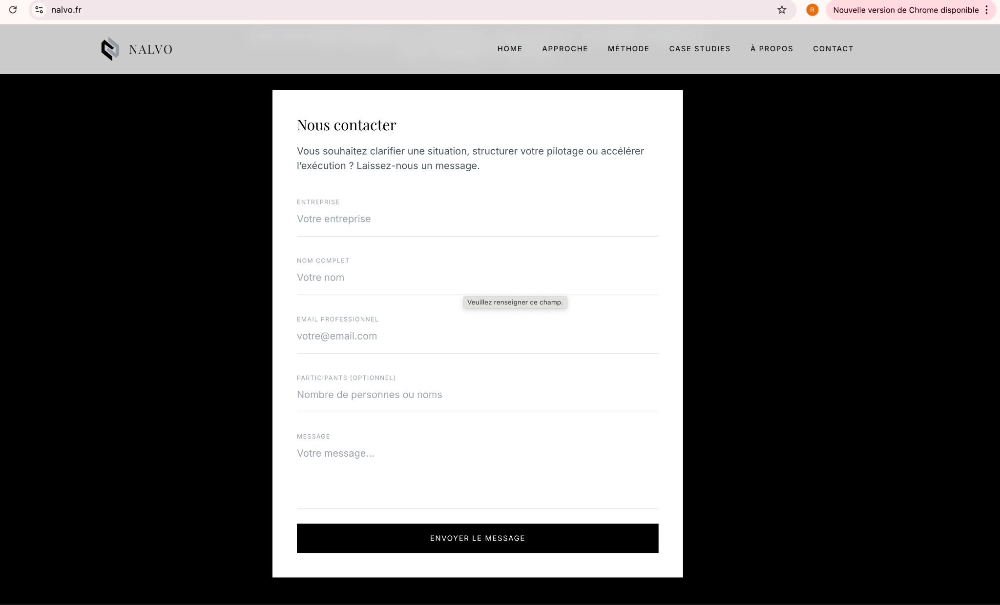 nalvo.fr
R
Nouvelle version de Chrome disponible
NALVO
HOME
APPROCHE
MÉTHODE
CASE STUDIES
À PROPOS
CONTACT
Nous contacter
Vous souhaitez clarifier une situation, structurer votre pilotage ou accélérer
l’exécution ? Laissez-nous un message.
ENTREPRISE
Votre entreprise
NOM COMPLET
Votre nom
Veuillez renseigner ce champ.
EMAIL PROFESSIONNEL
votre@email.com
PARTICIPANTS (OPTIONNEL)
Nombre de personnes ou noms
MESSAGE
Votre message...
ENVOYER LE MESSAGE